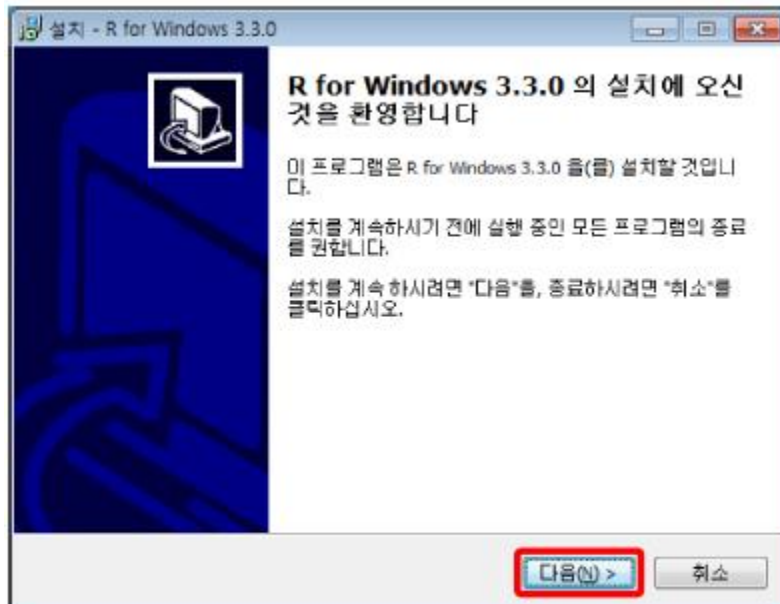 설치 - R for Windows 3.3.0
R for Windows 3.3.0 의 설치에 오신
것을 환영합니다
이 프로그램은 R for Windows 3.3.0 을(를) 설치할 것입니
다.
설치를 계속하시기 전에 실행 중인 모든 프로그램의 종료
를 권합니다.
설치를 계속 하시려면 "다음"을, 종료하시려면 "취소"를
클릭하십시오.
다음(N) >
취소